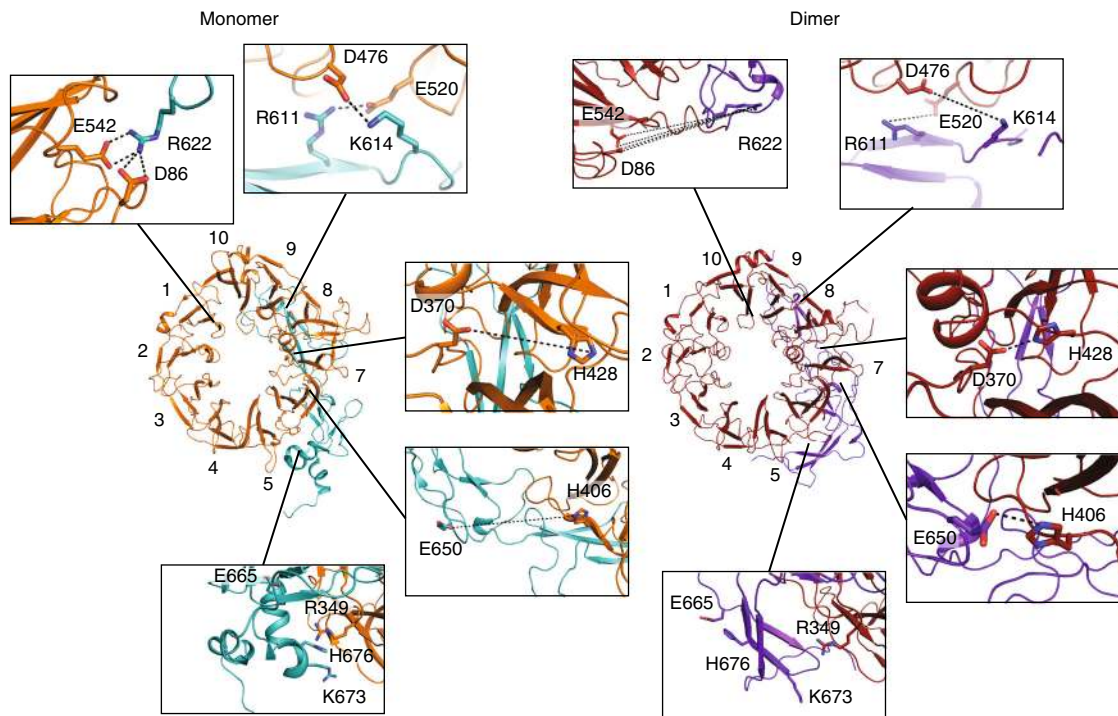 Monomer
Dimer
E542
R622
D86
D476
E520
R611
K614
E542
R622
D86
D476
K614
E520
R611
10
9
8
7
5
4
3
2
1
D370
H428
H406
E650
E665
R349
H676
K673
10
9
8
7
5
4
3
2
1
H428
D370
H406
E650
E665
R349
H676
K673